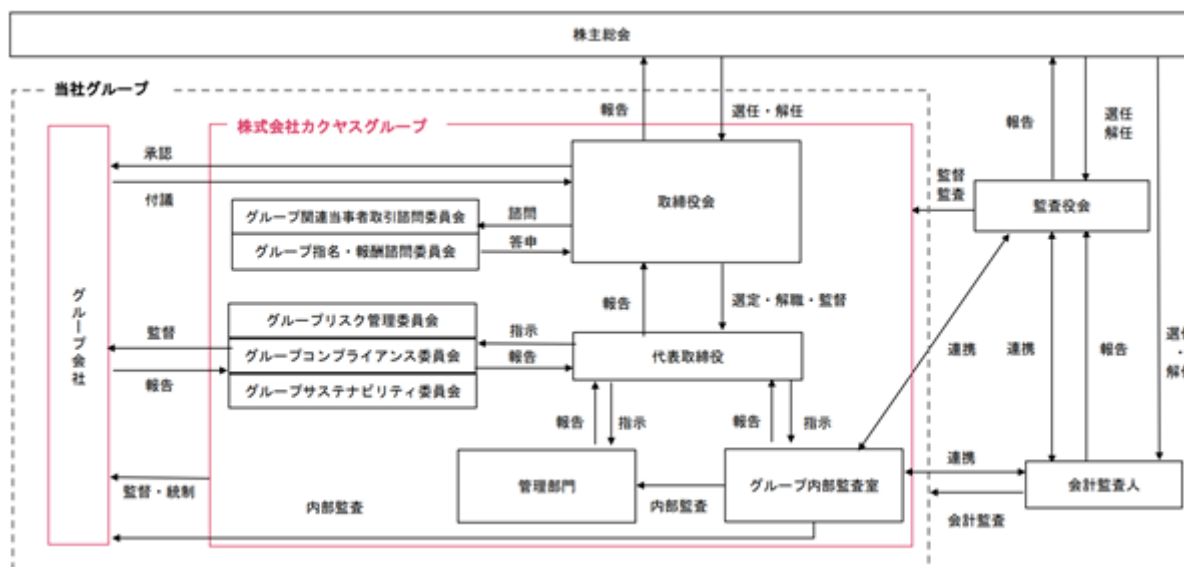 株主総会
当社グループ
報告
選任・解任
報告
選任
解任
株式会社カクヤスグループ
承認
付議
取締役会
監督
監査
監査役会
グループ関連当事者取引諮問委員会
諮問
グループ指名・報酬諮問委員会
答申
グループ会社
報告
選定・解職・監督
グループリスク管理委員会
監督
指示
グループコンプライアンス委員会
代表取締役
連携
連携
報告
選任
・
解任
報告
報告
グループサステナビリティ委員会
報告
指示
報告
指示
管理部門
グループ内部監査室
連携
会計監査人
監督・統制
内部監査
内部監査
会計監査